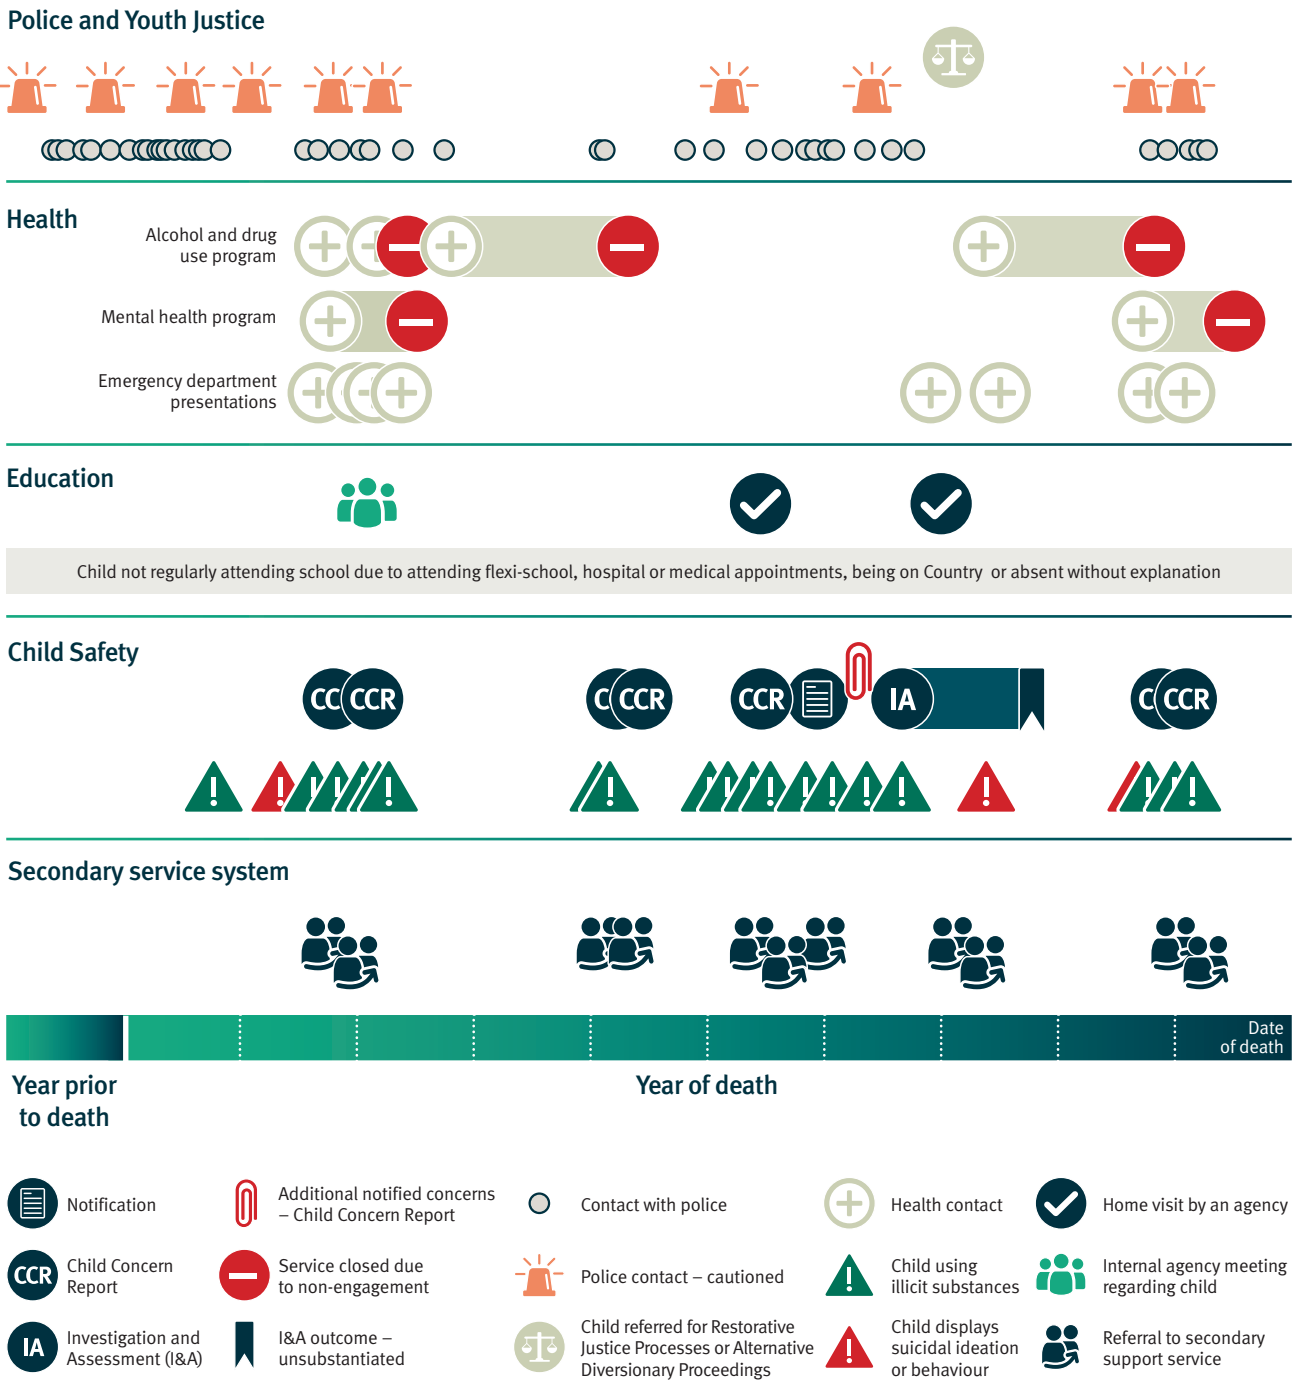 Police and Youth Justice
Health
Alcohol and drug
use program
Mental health program
Emergency department
presentations
Education
Child not regularly attending school due to attending flexi-school, hospital or medical appointments, being on Country or absent without explanation
Child Safety
CC CCR
C CCR
CCR
IA
C CCR
Secondary service system
Date
of death
Year prior
to death
Year of death
Notification
Additional notified concerns
– Child Concern Report
Contact with police
Health contact
Home visit by an agency
CCR
Child Concern
Report
Service closed due
to non-engagement
Police contact – cautioned
Child using
illicit substances
Internal agency meeting
regarding child
IA
Investigation and
Assessment (I&A)
I&A outcome –
unsubstantiated
Child referred for Restorative
Justice Processes or Alternative
Diversionary Proceedings
Child displays
suicidal ideation
or behaviour
Referral to secondary
support service